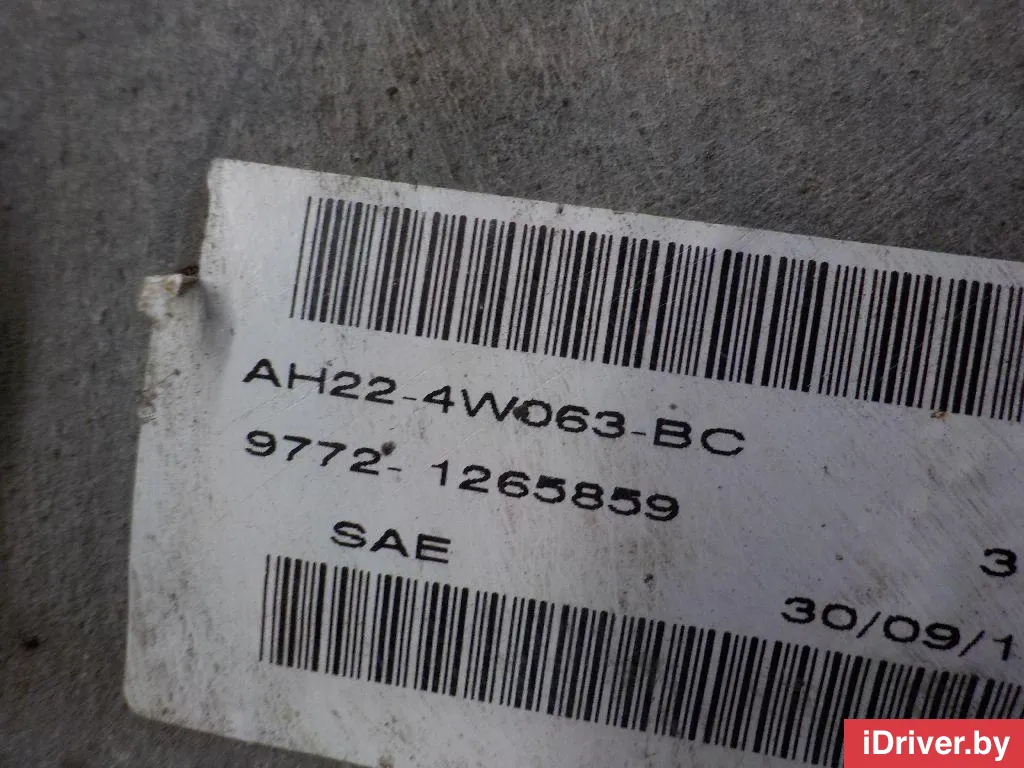 AH22-4W063-BC
9772- 1265859
SAE
3
30/09/1
iDriver.by